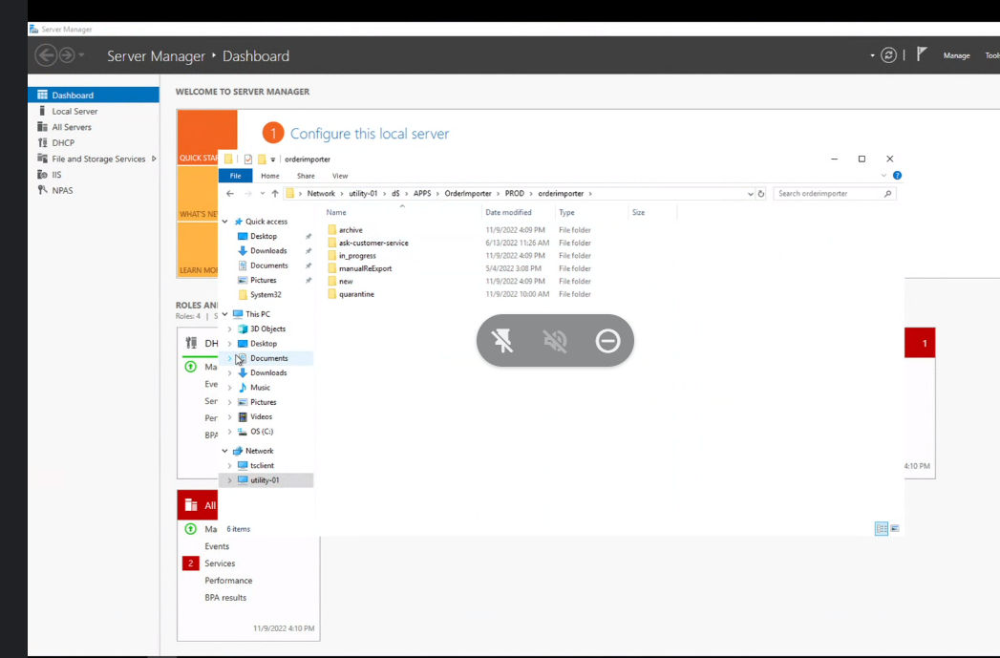 Server Manager
Server Manager • Dashboard
Manage
Tools
Dashboard
Local Server
All Servers
DHCP
File and Storage Services
IIS
NPAS
WELCOME TO SERVER MANAGER
1 Configure this local server
QUICK STA
WHAT'S NE
LEARN MO
orderimporter
File Home Share View
Network > utility-01 > d$ > APPS > OrderImporter > PROD > orderimporter >
Search orderimporter
Name Date modified Type Size
archive 11/9/2022 4:09 PM File folder
ask-customer-service 6/13/2022 11:26 AM File folder
in_progress 11/9/2022 4:09 PM File folder
manualReExport 5/4/2022 3:08 PM File folder
new 11/9/2022 4:09 PM File folder
quarantine 11/9/2022 10:00 AM File folder
Quick access
Desktop
Downloads
Documents
Pictures
System32
This PC
3D Objects
Desktop
Documents
Downloads
Music
Pictures
Videos
OS (C:)
Network
tsclient
utility-01
6 items
ROLES AN
Roles: 4 | S
DH
Ma
Eve
Ser
Per
BPA
1
4:10 PM
All
Ma
Events
2 Services
Performance
BPA results
11/9/2022 4:10 PM